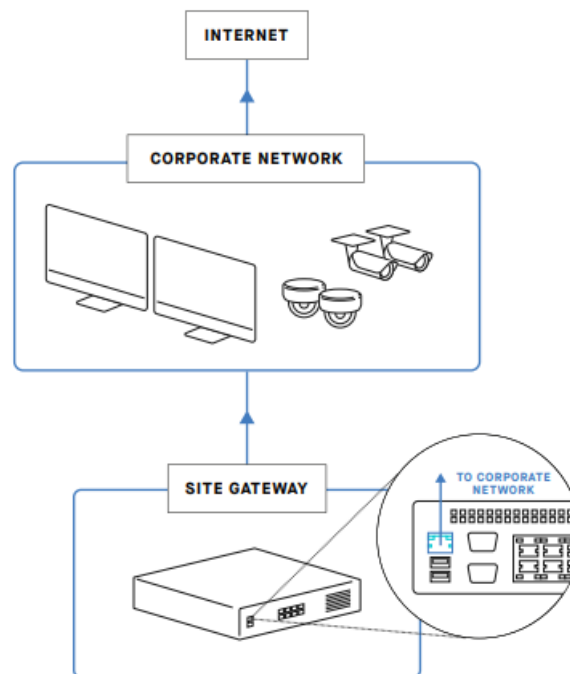 INTERNET
CORPORATE NETWORK
SITE GATEWAY
TO CORPORATE
NETWORK